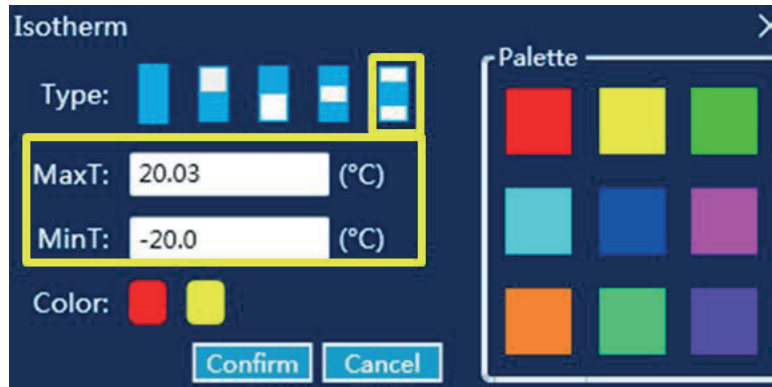 Isotherm
Palette
Type:
MaxT: 20.03 (°C)
MinT: -20.0 (°C)
Color:
Confirm Cancel